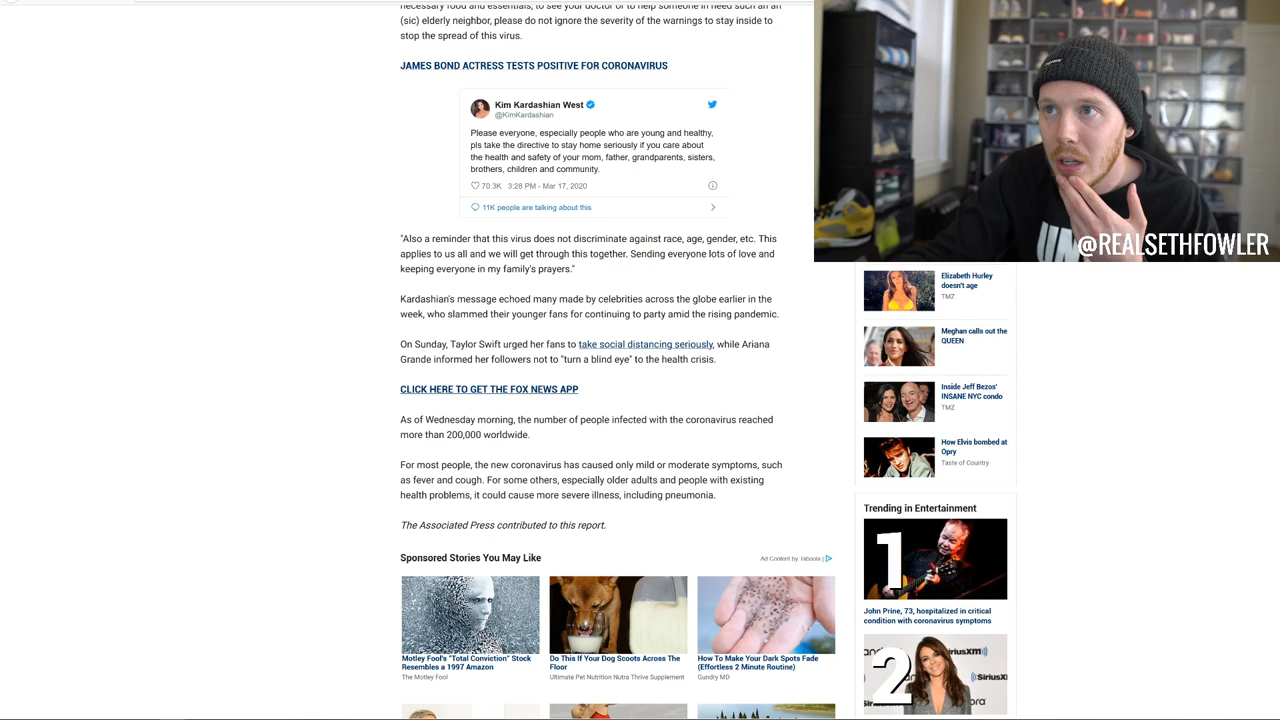 necessary food and essentials, to see your doctor or to help someone in need such an an
(sic) elderly neighbor, please do not ignore the severity of the warnings to stay inside to
stop the spread of this virus.
JAMES BOND ACTRESS TESTS POSITIVE FOR CORONAVIRUS
Kim Kardashian West
@KimKardashian
Please everyone, especially people who are young and healthy,
pls take the directive to stay home seriously if you care about
the health and safety of your mom, father, grandparents, sisters,
brothers, children and community.
70.3K 3:28 PM - Mar 17, 2020
11K people are talking about this
"Also a reminder that this virus does not discriminate against race, age, gender, etc. This
applies to us all and we will get through this together. Sending everyone lots of love and
keeping everyone in my family's prayers."
Kardashian's message echoed many made by celebrities across the globe earlier in the
week, who slammed their younger fans for continuing to party amid the rising pandemic.
On Sunday, Taylor Swift urged her fans to take social distancing seriously, while Ariana
Grande informed her followers not to "turn a blind eye" to the health crisis.
CLICK HERE TO GET THE FOX NEWS APP
As of Wednesday morning, the number of people infected with the coronavirus reached
more than 200,000 worldwide.
For most people, the new coronavirus has caused only mild or moderate symptoms, such
as fever and cough. For some others, especially older adults and people with existing
health problems, it could cause more severe illness, including pneumonia.
The Associated Press contributed to this report.
Sponsored Stories You May Like
Ad Content by Taboola |
Motley Fool's "Total Conviction" Stock
Resembles a 1997 Amazon
The Motley Fool
Do This If Your Dog Scoots Across The
Floor
Ultimate Pet Nutrition Nutra Thrive Supplement
How To Make Your Dark Spots Fade
(Effortless 2 Minute Routine)
Gundry MD
@REALSETHFOWLER
Elizabeth Hurley
doesn't age
TMZ
Meghan calls out the
QUEEN
Inside Jeff Bezos'
INSANE NYC condo
TMZ
How Elvis bombed at
Opry
Taste of Country
Trending in Entertainment
1
John Prine, 73, hospitalized in critical
condition with coronavirus symptoms
2
siriusxm
SiriusX